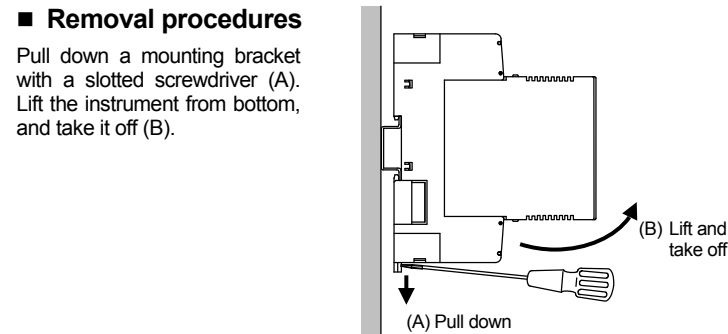 ■ Removal procedures
Pull down a mounting bracket
with a slotted screwdriver (A).
Lift the instrument from bottom,
and take it off (B).
(B) Lift and
take off
(A) Pull down